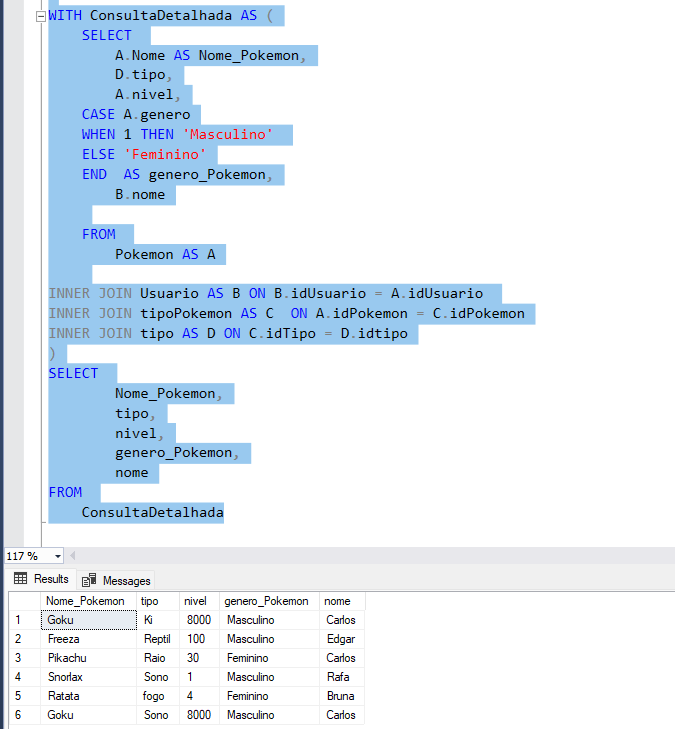 WITH ConsultaDetalhada AS (
SELECT
A.Nome AS Nome_Pokemon,
D.tipo,
A.nivel,
CASE A.genero
WHEN 1 THEN 'Masculino'
ELSE 'Feminino'
END  AS genero_Pokemon,
B.nome
FROM
Pokemon AS A
INNER JOIN Usuario AS B ON B.idUsuario = A.idUsuario
INNER JOIN tipoPokemon AS C  ON A.idPokemon = C.idPokemon
INNER JOIN tipo AS D ON C.idTipo = D.idtipo
)
SELECT
Nome_Pokemon,
tipo,
nivel,
genero_Pokemon,
nome
FROM
ConsultaDetalhada
117 %
Results Messages
Nome_Pokemon tipo nivel genero_Pokemon nome
1 Goku Ki 8000 Masculino Carlos
2 Freeza Reptil 100 Masculino Edgar
3 Pikachu Raio 30 Feminino Carlos
4 Snorlax Sono 1 Masculino Rafa
5 Ratata fogo 4 Feminino Bruna
6 Goku Sono 8000 Masculino Carlos